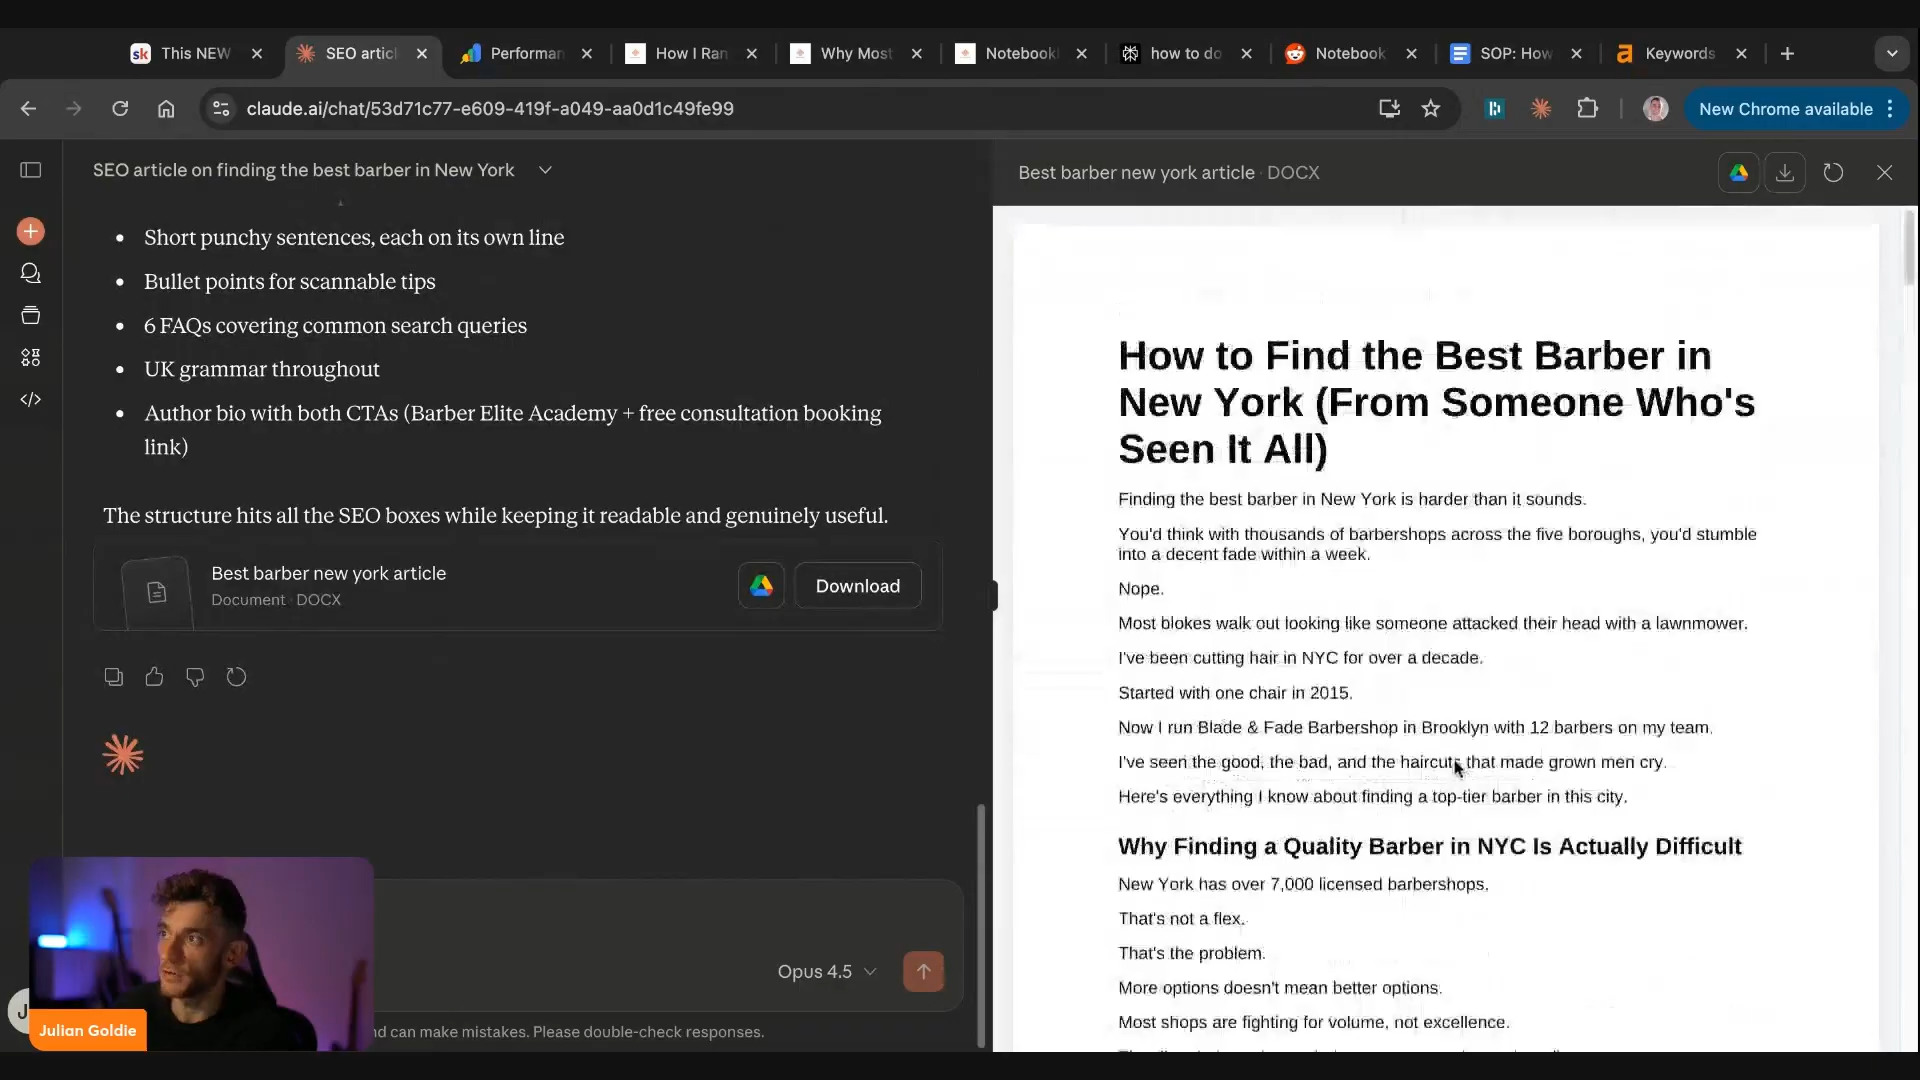 This NEW
SEO artic
Performan
How I Ran
Why Most
Notebook
how to do
Notebook
SOP: How
Keywords
claude.ai/chat/53d71c77-e609-419f-a049-aa0d1c49fe99
New Chrome available
SEO article on finding the best barber in New York
Short punchy sentences, each on its own line
Bullet points for scannable tips
6 FAQs covering common search queries
UK grammar throughout
Author bio with both CTAs (Barber Elite Academy + free consultation booking
link)
The structure hits all the SEO boxes while keeping it readable and genuinely useful.
Best barber new york article
Document · DOCX
Download
Opus 4.5
nd can make mistakes. Please double-check responses.
J
Julian Goldie
Best barber new york article · DOCX
How to Find the Best Barber in
New York (From Someone Who's
Seen It All)
Finding the best barber in New York is harder than it sounds.
You'd think with thousands of barbershops across the five boroughs, you'd stumble
into a decent fade within a week.
Nope.
Most blokes walk out looking like someone attacked their head with a lawnmower.
I've been cutting hair in NYC for over a decade.
Started with one chair in 2015.
Now I run Blade & Fade Barbershop in Brooklyn with 12 barbers on my team.
I've seen the good, the bad, and the haircuts that made grown men cry.
Here's everything I know about finding a top-tier barber in this city.
Why Finding a Quality Barber in NYC Is Actually Difficult
New York has over 7,000 licensed barbershops.
That's not a flex.
That's the problem.
More options doesn't mean better options.
Most shops are fighting for volume, not excellence.